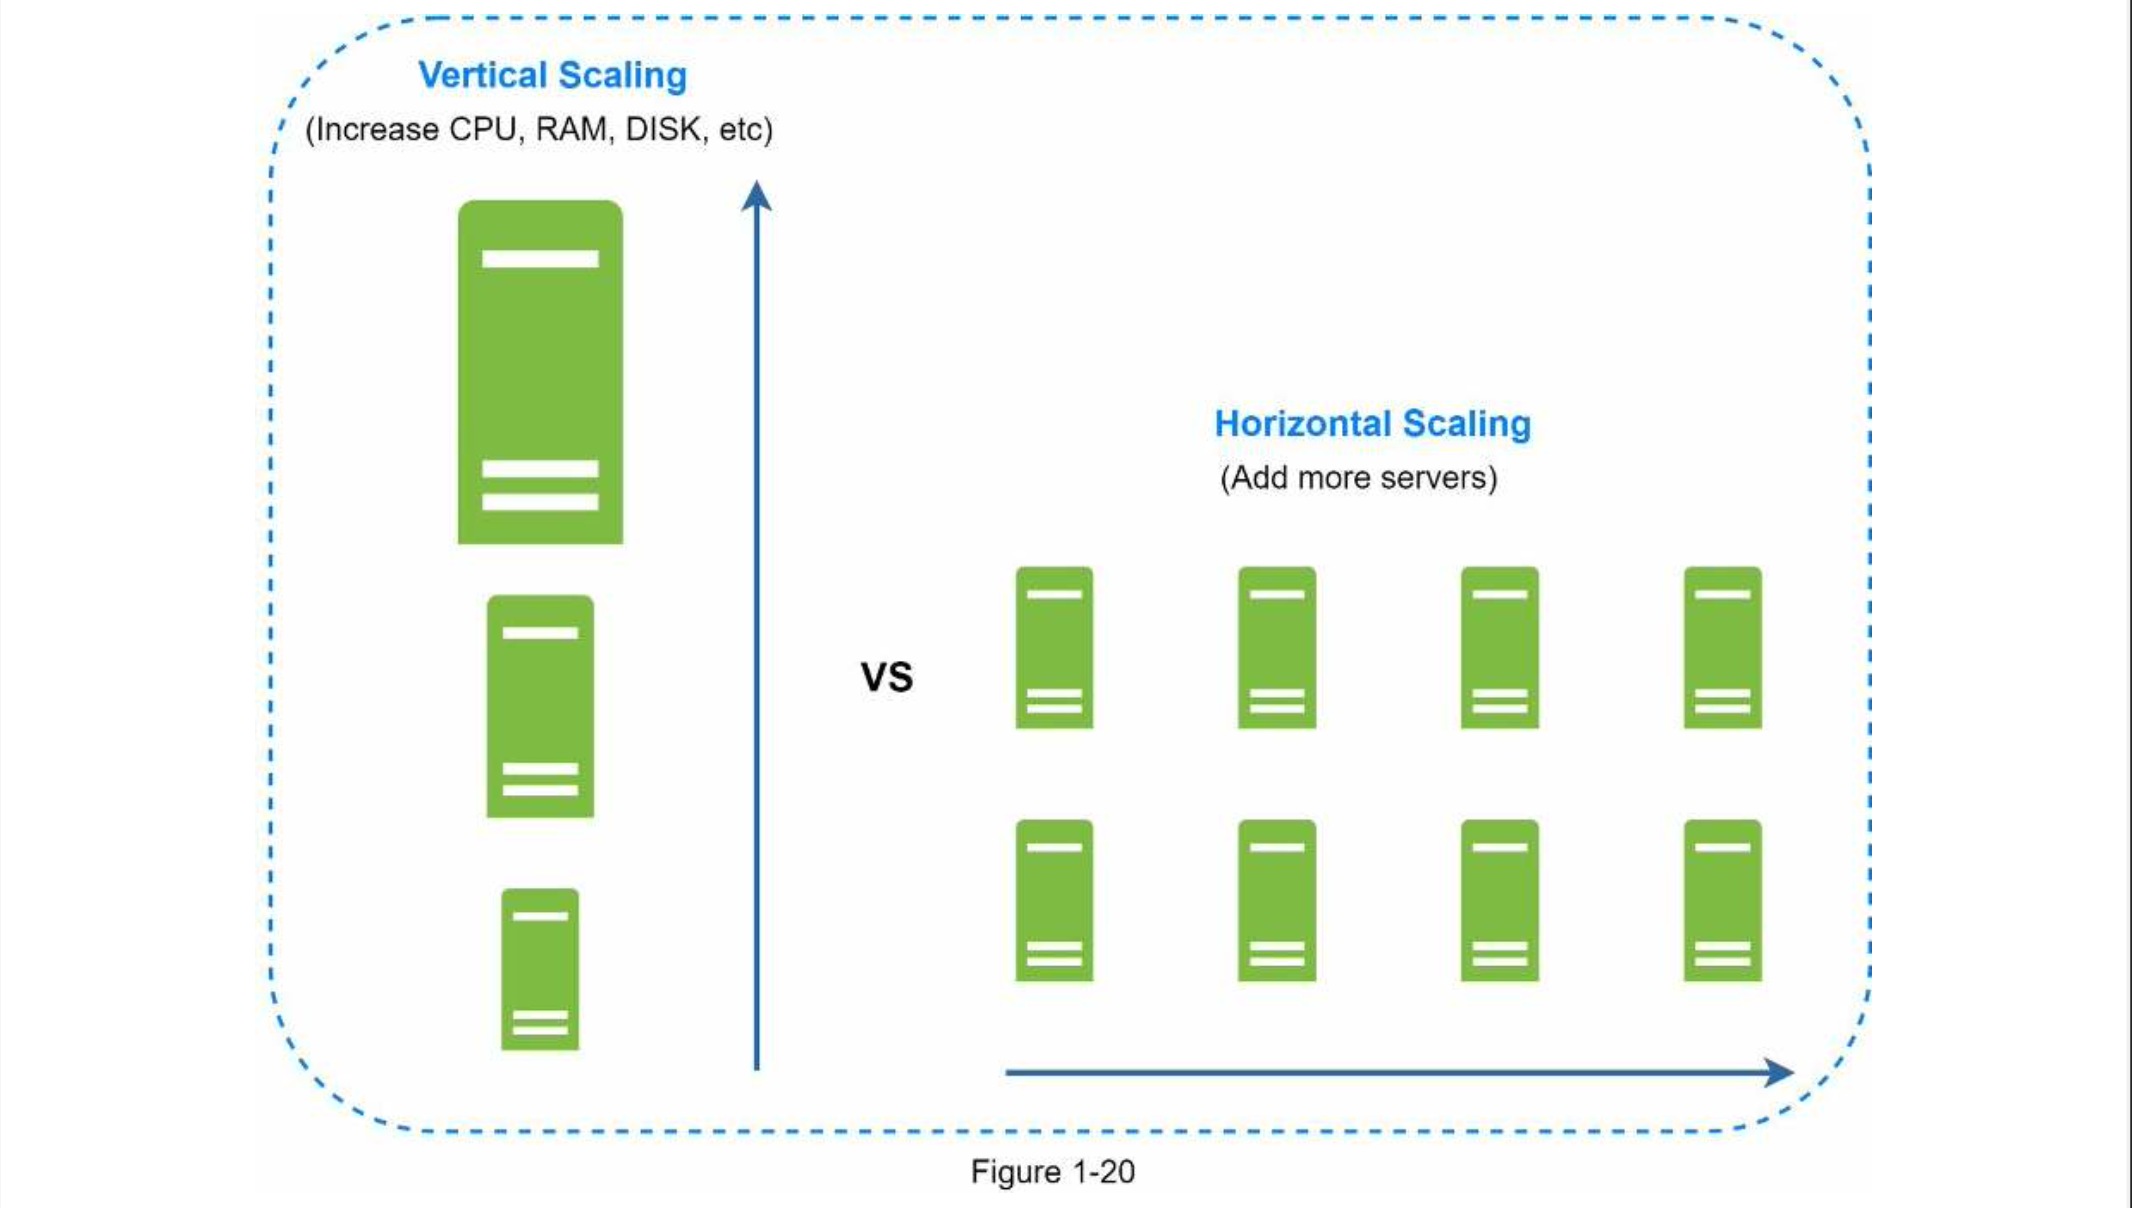 Vertical Scaling
(Increase CPU, RAM, DISK, etc)
Horizontal Scaling
(Add more servers)
VS
Figure 1-20